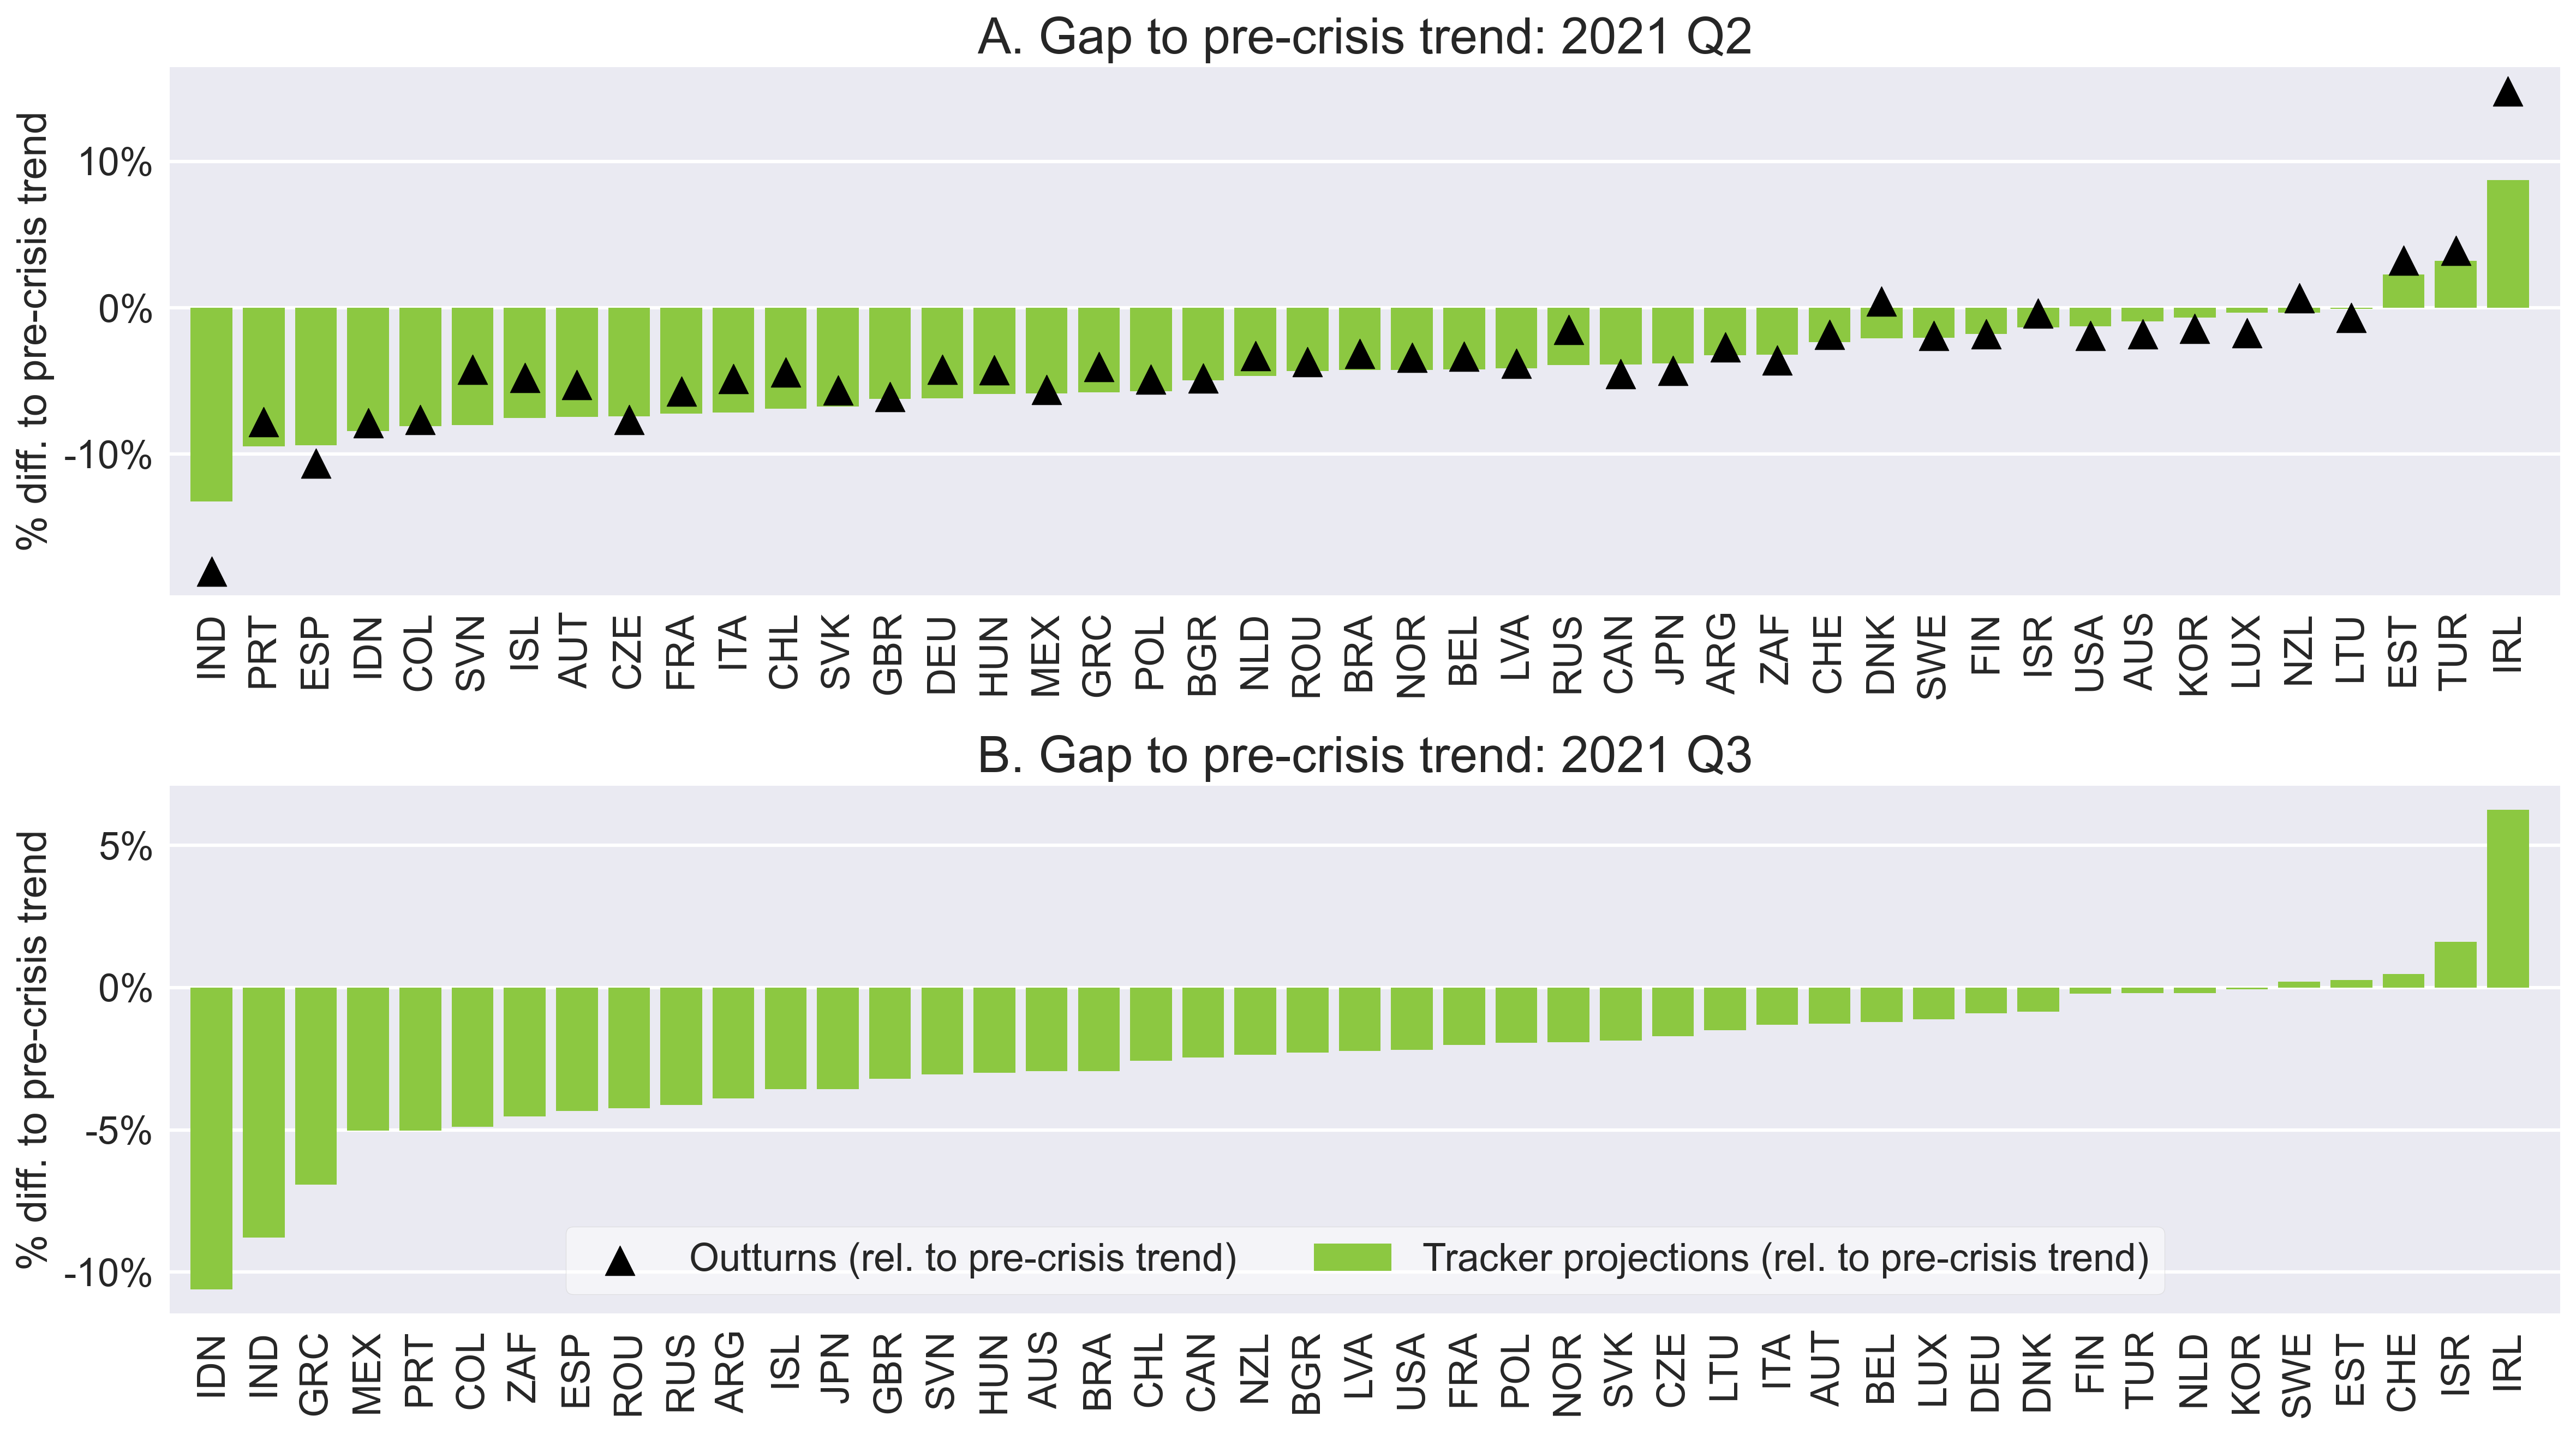 A. Gap to pre-crisis trend: 2021 Q2
% diff. to pre-crisis trend
10%
0%
-10%
IND PRT ESP IDN COL SVN ISL AUT CZE FRA ITA CHL SVK GBR DEU HUN MEX GRC POL BGR NLD ROU BRA NOR BEL LVA RUS CAN JPN ARG ZAF CHE DNK SWE FIN ISR USA AUS KOR LUX NZL LTU EST TUR IRL
B. Gap to pre-crisis trend: 2021 Q3
% diff. to pre-crisis trend
5%
0%
-5%
-10%
Outturns (rel. to pre-crisis trend) Tracker projections (rel. to pre-crisis trend)
IDN IND GRC MEX PRT COL ZAF ESP ROU RUS ARG ISL JPN GBR SVN HUN AUS BRA CHL CAN NZL BGR LVA USA FRA POL NOR SVK CZE LTU ITA AUT BEL LUX DEU DNK FIN TUR NLD KOR SWE EST CHE ISR IRL